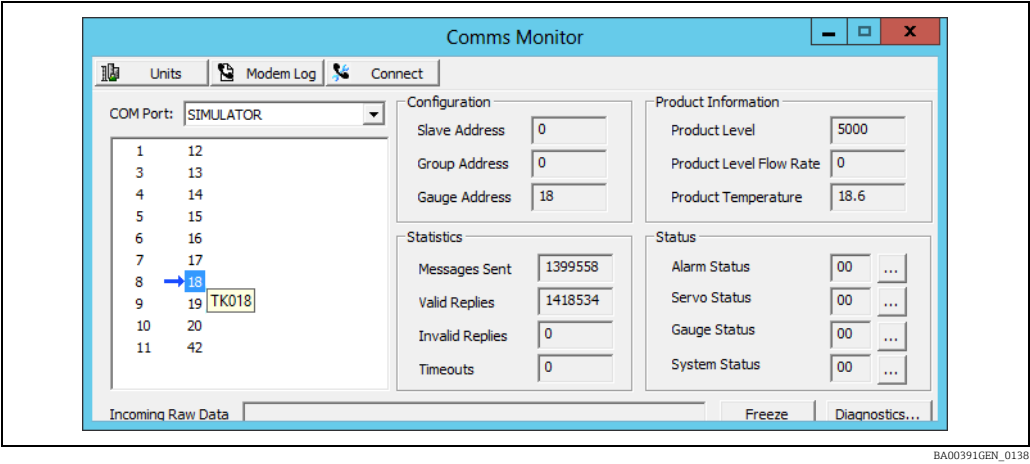 Comms Monitor
Units Modem Log Connect
COM Port: SIMULATOR
1 12
3 13
4 14
5 15
6 16
7 17
8 18
9 19 TK018
10 20
11 42
Configuration
Slave Address 0
Group Address 0
Gauge Address 18
Product Information
Product Level 5000
Product Level Flow Rate 0
Product Temperature 18.6
Statistics
Messages Sent 1399558
Valid Replies 1418534
Invalid Replies 0
Timeouts 0
Status
Alarm Status 00 ...
Servo Status 00 ...
Gauge Status 00 ...
System Status 00 ...
Incoming Raw Data Freeze Diagnostics...
BA00391GEN_0138